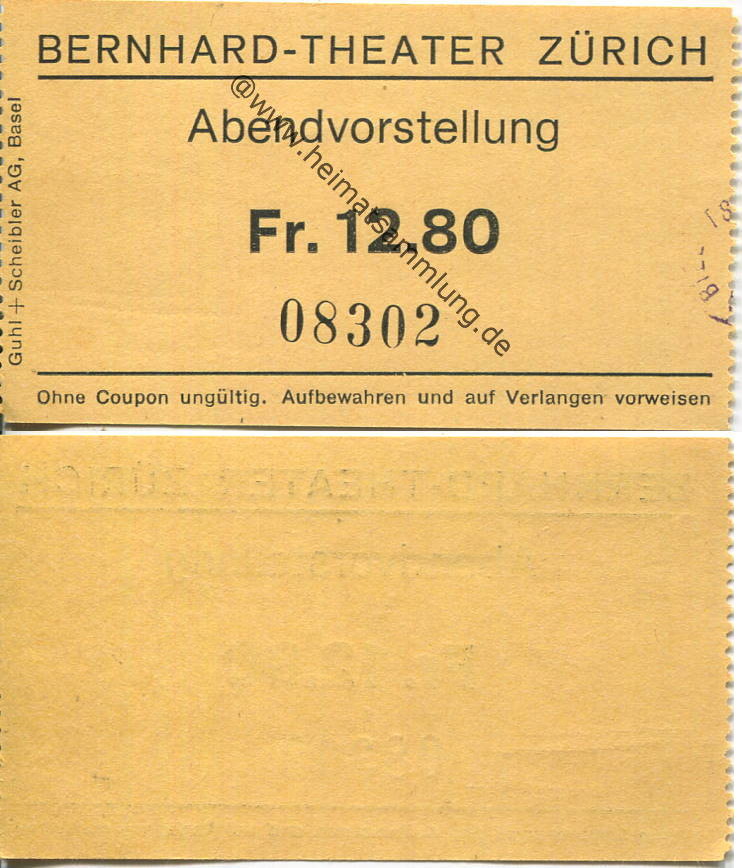 BERNHARD-THEATER ZÜRICH
Abendvorstellung
Fr. 12.80
08302
Ohne Coupon ungültig. Aufbewahren und auf Verlangen vorweisen
Guhl + Scheibler AG, Basel
@www.heimatsammlung.de